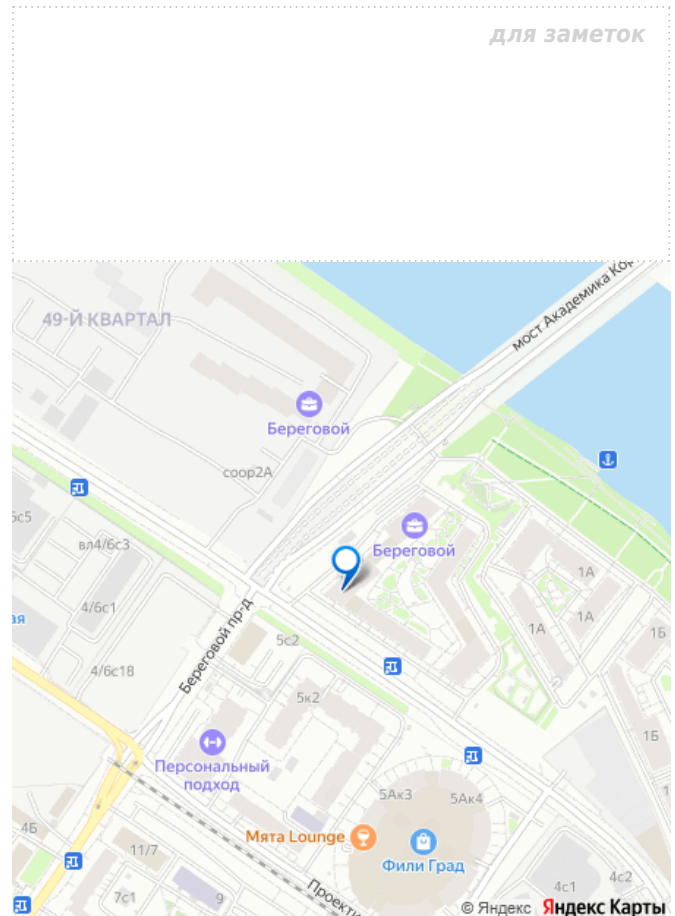 для заметок
мост Академика Кор
49-Й КВАРТАЛ
Береговой
соор2А
6с5
вл4/6с3
Береговой
1А
4/6с1
1А
ая
1А
1Б
Береговой пр-д
5с2
4/6с18
5к2
1Б
Персональный
подход
5Ак3
5Ак4
1
4Б
Мята Lounge
11/7
Фили Град
4с2
4с1
7с1
9
Проекти
© Яндекс Яндекс Карты